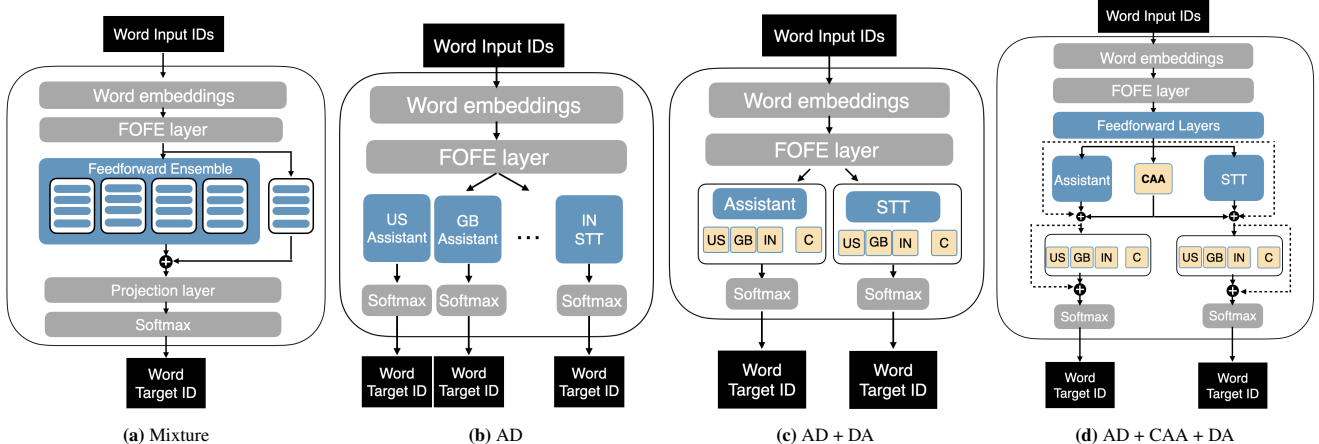 Word Input IDs
Word embeddings
FOFE layer
Feedforward Ensemble
Projection layer
Softmax
Word
Target ID
(a) Mixture
Word Input IDs
Word embeddings
FOFE layer
US
Assistant
GB
Assistant
...
IN
STT
Softmax
Softmax
Softmax
Word
Target ID
Word
Target ID
Word
Target ID
(b) AD
Word Input IDs
Word embeddings
FOFE layer
Assistant
US GB IN C
STT
US GB IN C
Softmax
Softmax
Word
Target ID
Word
Target ID
(c) AD + DA
Word Input IDs
Word embeddings
FOFE layer
Feedforward Layers
Assistant
CAA
STT
US GB IN C
US GB IN C
Softmax
Softmax
Word
Target ID
Word
Target ID
(d) AD + CAA + DA